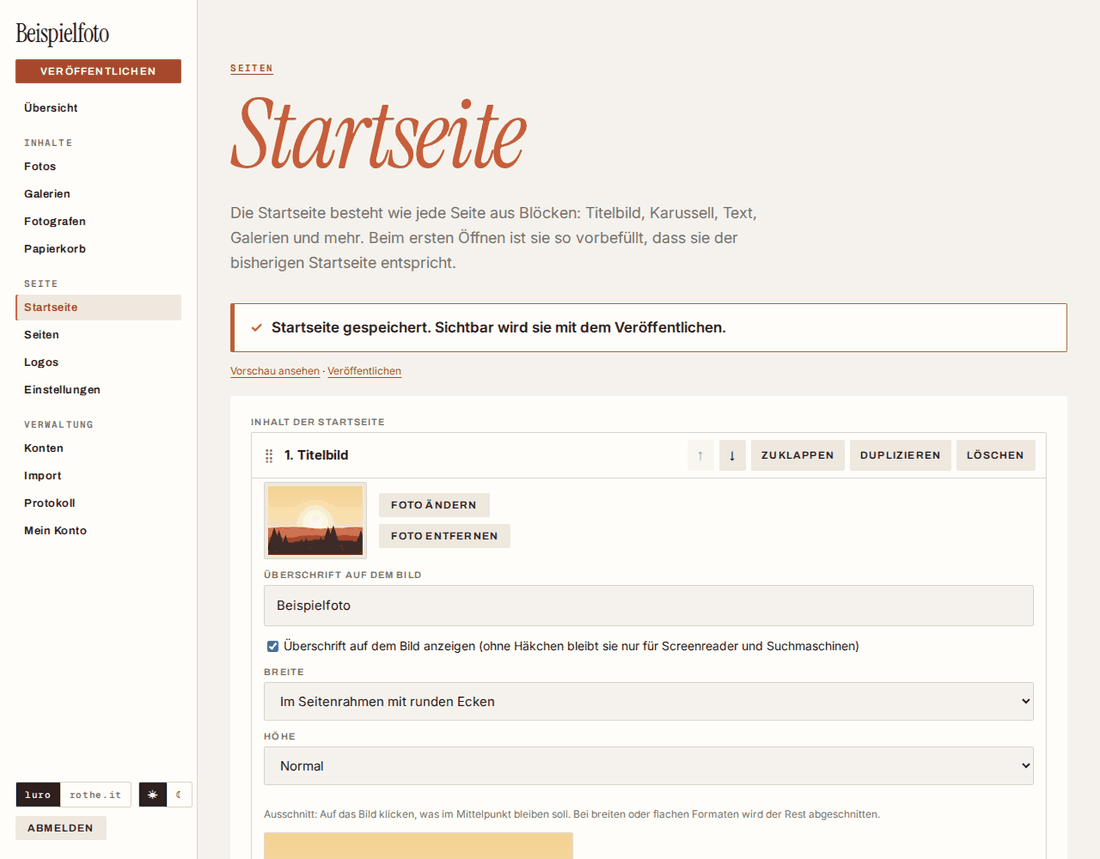 Beispielfoto
VERÖFFENTLICHEN
Übersicht
INHALTE
Fotos
Galerien
Fotografen
Papierkorb
SEITE
Startseite
Seiten
Logos
Einstellungen
VERWALTUNG
Konten
Import
Protokoll
Mein Konto
luro rothe.it
ABMELDEN
SEITEN
Startseite
Die Startseite besteht wie jede Seite aus Blöcken: Titelbild, Karussell, Text,
Galerien und mehr. Beim ersten Öffnen ist sie so vorbefüllt, dass sie der
bisherigen Startseite entspricht.
✓ Startseite gespeichert. Sichtbar wird sie mit dem Veröffentlichen.
Vorschau ansehen · Veröffentlichen
INHALT DER STARTSEITE
1. Titelbild ↑ ↓ ZUKLAPPEN DUPLIZIEREN LÖSCHEN
FOTO ÄNDERN
FOTO ENTFERNEN
ÜBERSCHRIFT AUF DEM BILD
Beispielfoto
Überschrift auf dem Bild anzeigen (ohne Häkchen bleibt sie nur für Screenreader und Suchmaschinen)
BREITE
Im Seitenrahmen mit runden Ecken
HÖHE
Normal
Ausschnitt: Auf das Bild klicken, was im Mittelpunkt bleiben soll. Bei breiten oder flachen Formaten wird der Rest abgeschnitten.